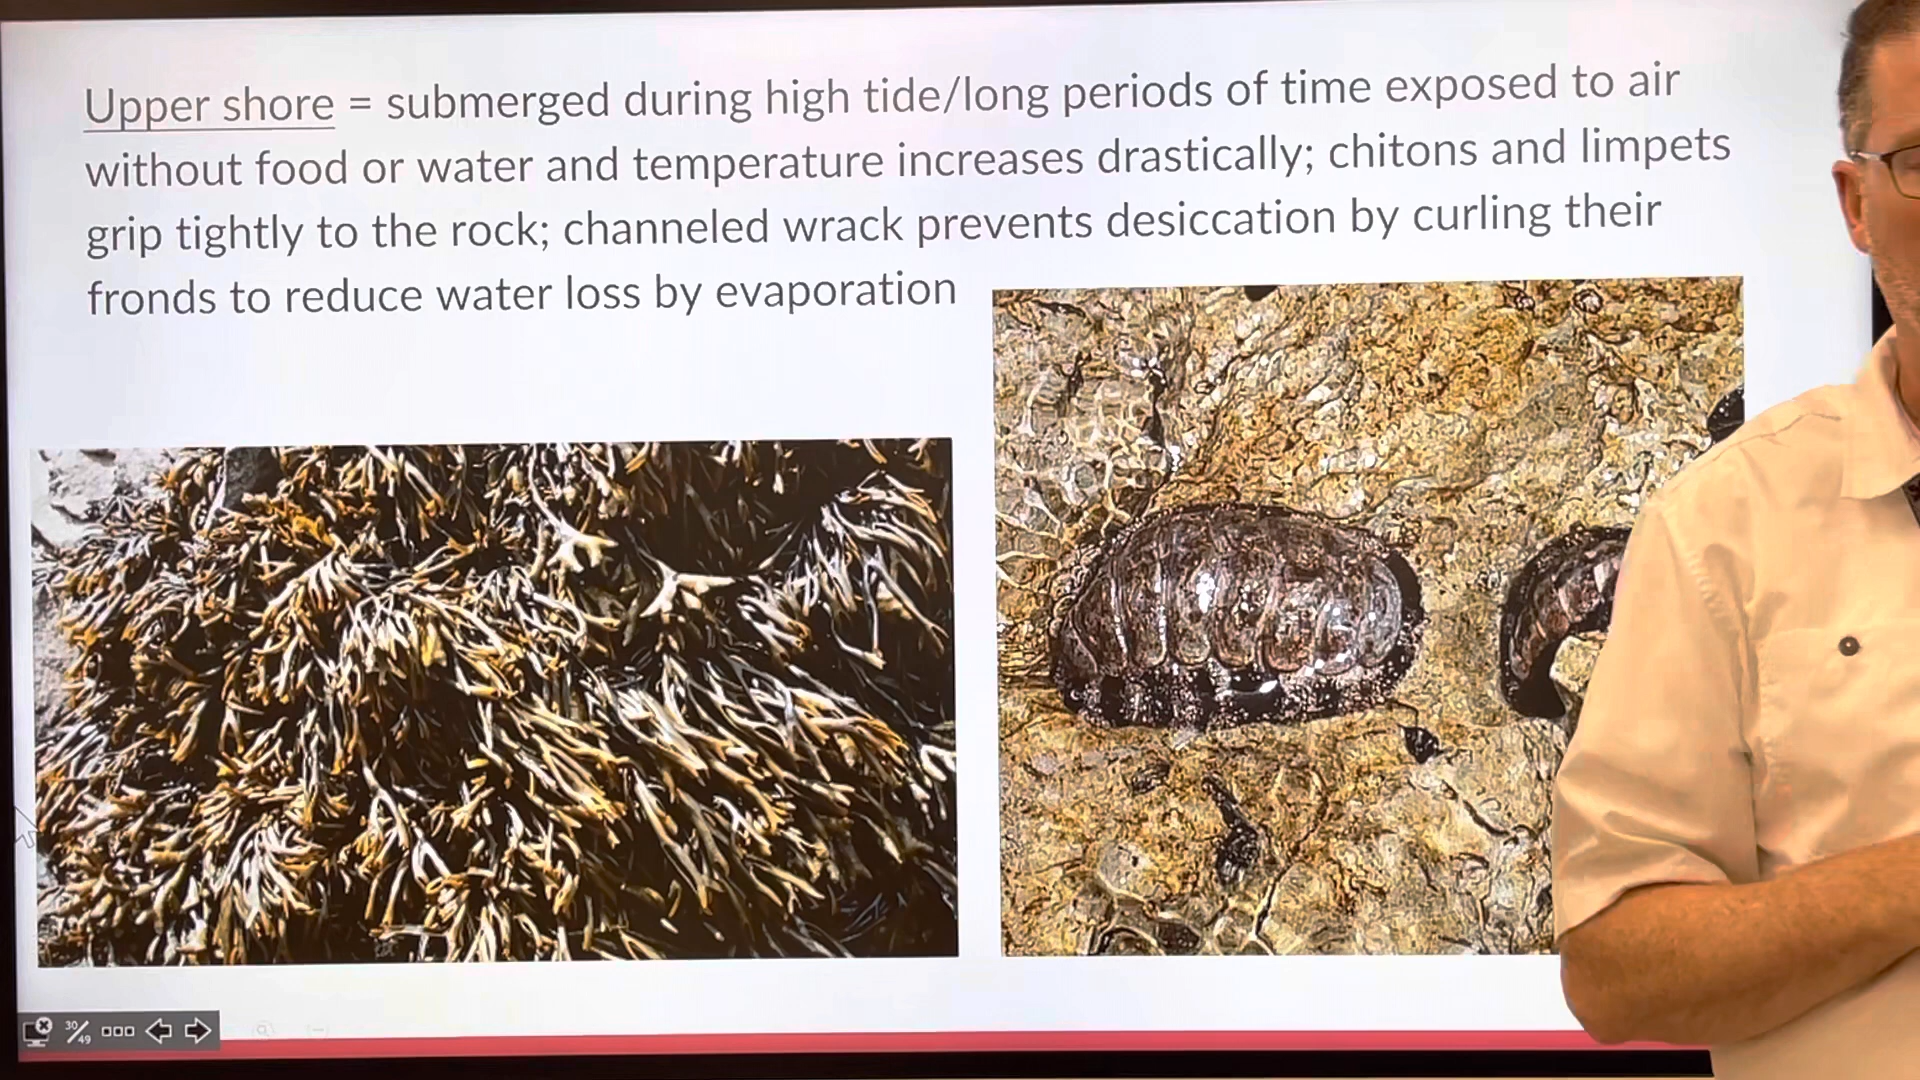 Upper shore = submerged during high tide/long periods of time exposed to air
without food or water and temperature increases drastically; chitons and limpets
grip tightly to the rock; channeled wrack prevents desiccation by curling their
fronds to reduce water loss by evaporation
30/49